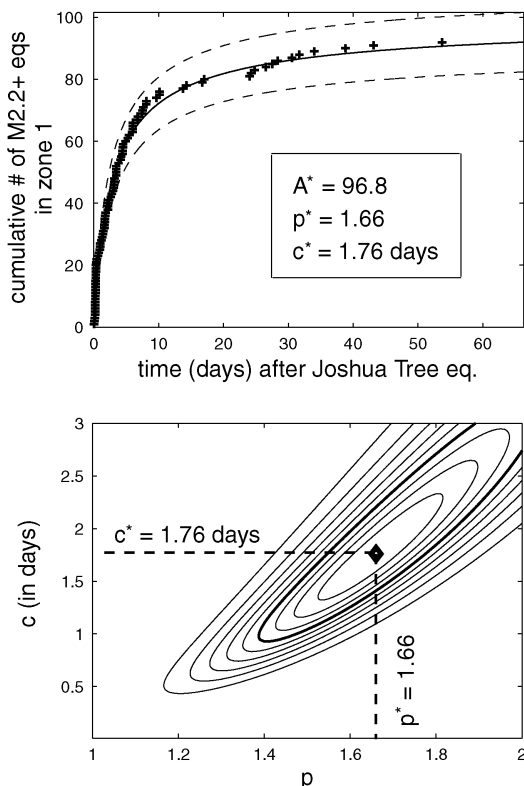 cumulative # of M2.2+ eqs
in zone 1
100
80
60
40
20
0
A* = 96.8
p* = 1.66
c* = 1.76 days
0 10 20 30 40 50 60
time (days) after Joshua Tree eq.
c (in days)
3
2.5
2
1.5
1
0.5
c* = 1.76 days
p* = 1.66
1 1.2 1.4 1.6 1.8 2
p